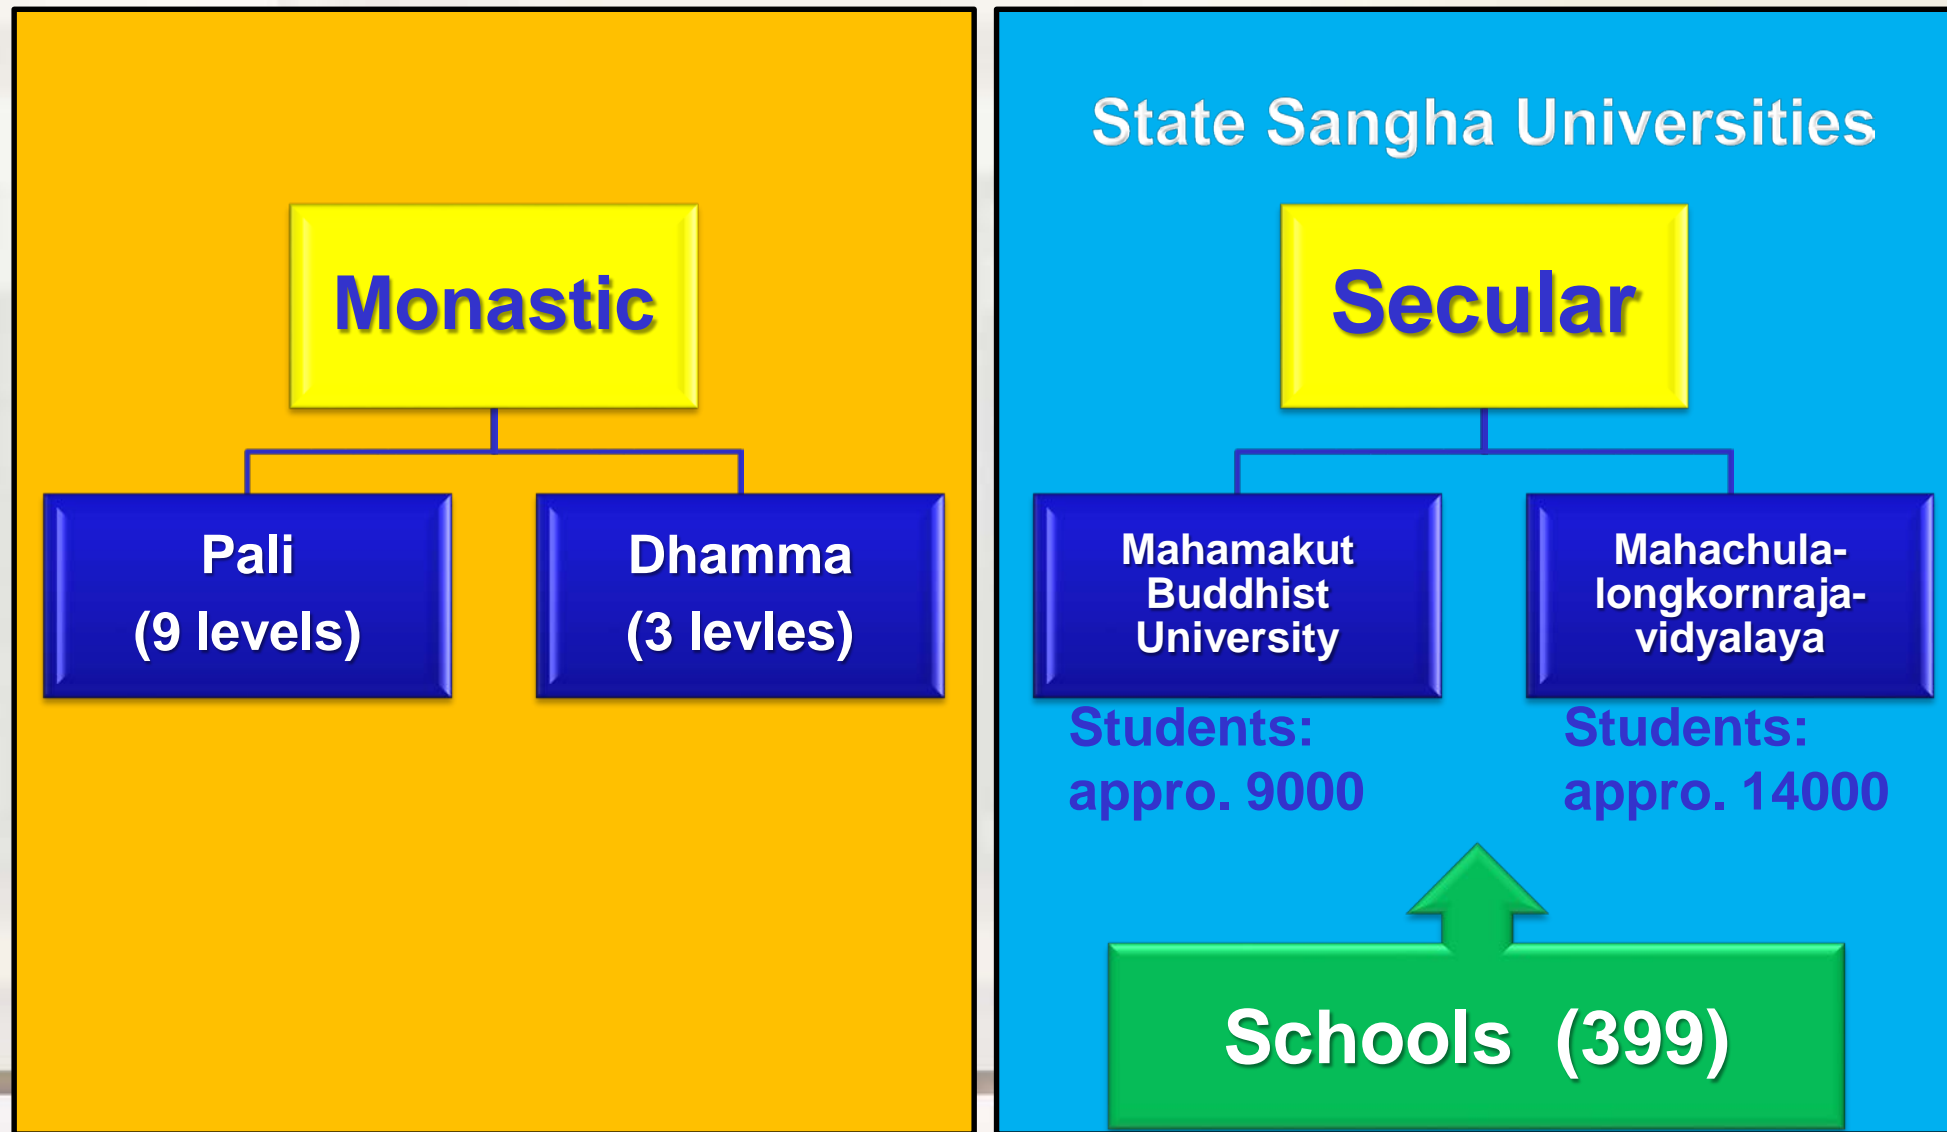 Monastic
Pali
(9 levels)
Dhamma
(3 levles)
State Sangha Universities
Secular
Mahamakut
Buddhist
University
Students:
appro. 9000
Mahachula-
longkornraja-
vidyalaya
Students:
appro. 14000
Schools (399)